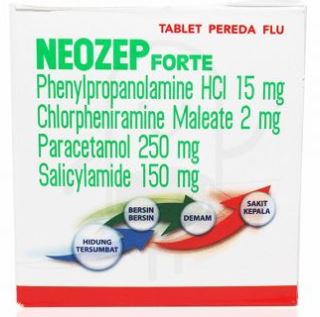 TABLET PEREDA FLU
NEOZEP FORTE
Phenylpropanolamine HCl 15 mg
Chlorpheniramine Maleate 2 mg
Paracetamol 250 mg
Salicylamide 150 mg
HIDUNG
TERSUMBAT
BERSIN
BERSIN
DEMAM
SAKIT
KEPALA